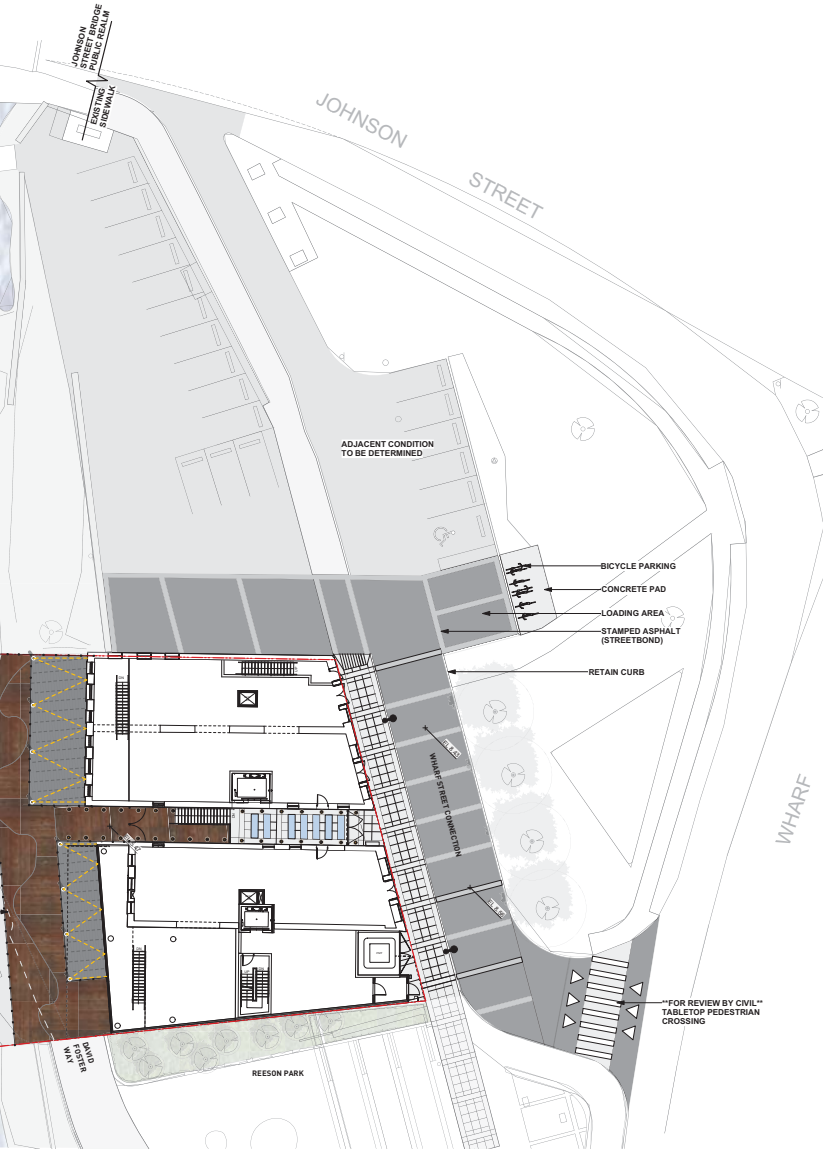 JOHNSON
STREET BRIDGE
PUBLIC REALM
EXISTING
SIDEWALK
JOHNSON
STREET
ADJACENT CONDITION
TO BE DETERMINED
BICYCLE PARKING
CONCRETE PAD
LOADING AREA
STAMPED ASPHALT
(STREETBOND)
RETAIN CURB
WHARF STREET CONNECTION
WHARF
**FOR REVIEW BY CIVIL**
TABLETOP PEDESTRIAN
CROSSING
DAVID
FOSTER
WAY
REESON PARK